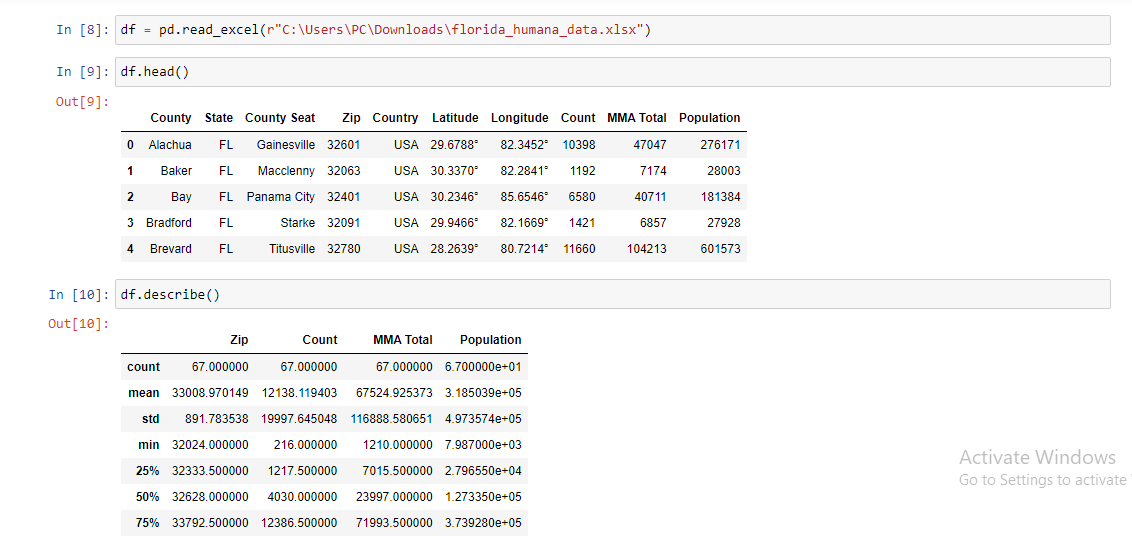 In [8]: df = pd.read_excel(r"C:\Users\PC\Downloads\florida_humana_data.xlsx")
In [9]: df.head()
Out[9]:
County State County Seat Zip Country Latitude Longitude Count MMA Total Population
0 Alachua FL Gainesville 32601 USA 29.6788° 82.3452° 10398 47047 276171
1 Baker FL Macclenny 32063 USA 30.3370° 82.2841° 1192 7174 28003
2 Bay FL Panama City 32401 USA 30.2346° 85.6546° 6580 40711 181384
3 Bradford FL Starke 32091 USA 29.9466° 82.1669° 1421 6857 27928
4 Brevard FL Titusville 32780 USA 28.2639° 80.7214° 11660 104213 601573
In [10]: df.describe()
Out[10]:
Zip Count MMA Total Population
count 67.000000 67.000000 67.000000 6.700000e+01
mean 33008.970149 12138.119403 67524.925373 3.185039e+05
std 891.783538 19997.645048 116888.580651 4.973574e+05
min 32024.000000 216.000000 1210.000000 7.987000e+03
25% 32333.500000 1217.500000 7015.500000 2.796550e+04
50% 32628.000000 4030.000000 23997.000000 1.273350e+05
75% 33792.500000 12386.500000 71993.500000 3.739280e+05
Activate Windows
Go to Settings to activate